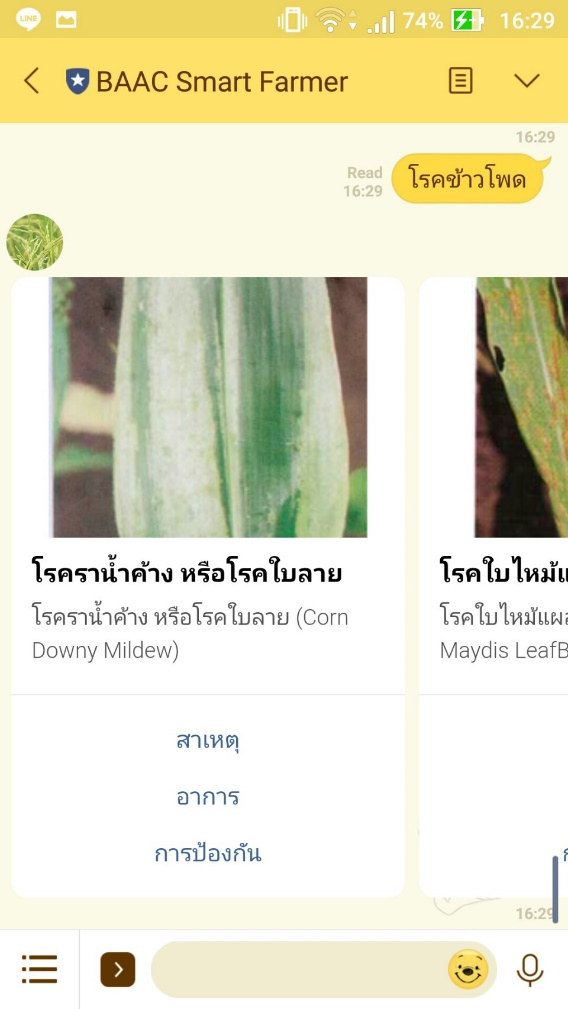 LINE
74%
16:29
BAAC Smart Farmer
16:29
Read
16:29
โรคข้าวโพด
โรคราน้ำค้าง หรือโรคใบลาย
โรคราน้ำค้าง หรือโรคใบลาย (Corn
Downy Mildew)
สาเหตุ
อาการ
การป้องกัน
โรคใบไหม้แ
โรคใบไหม้แผ
Maydis LeafB
16:29